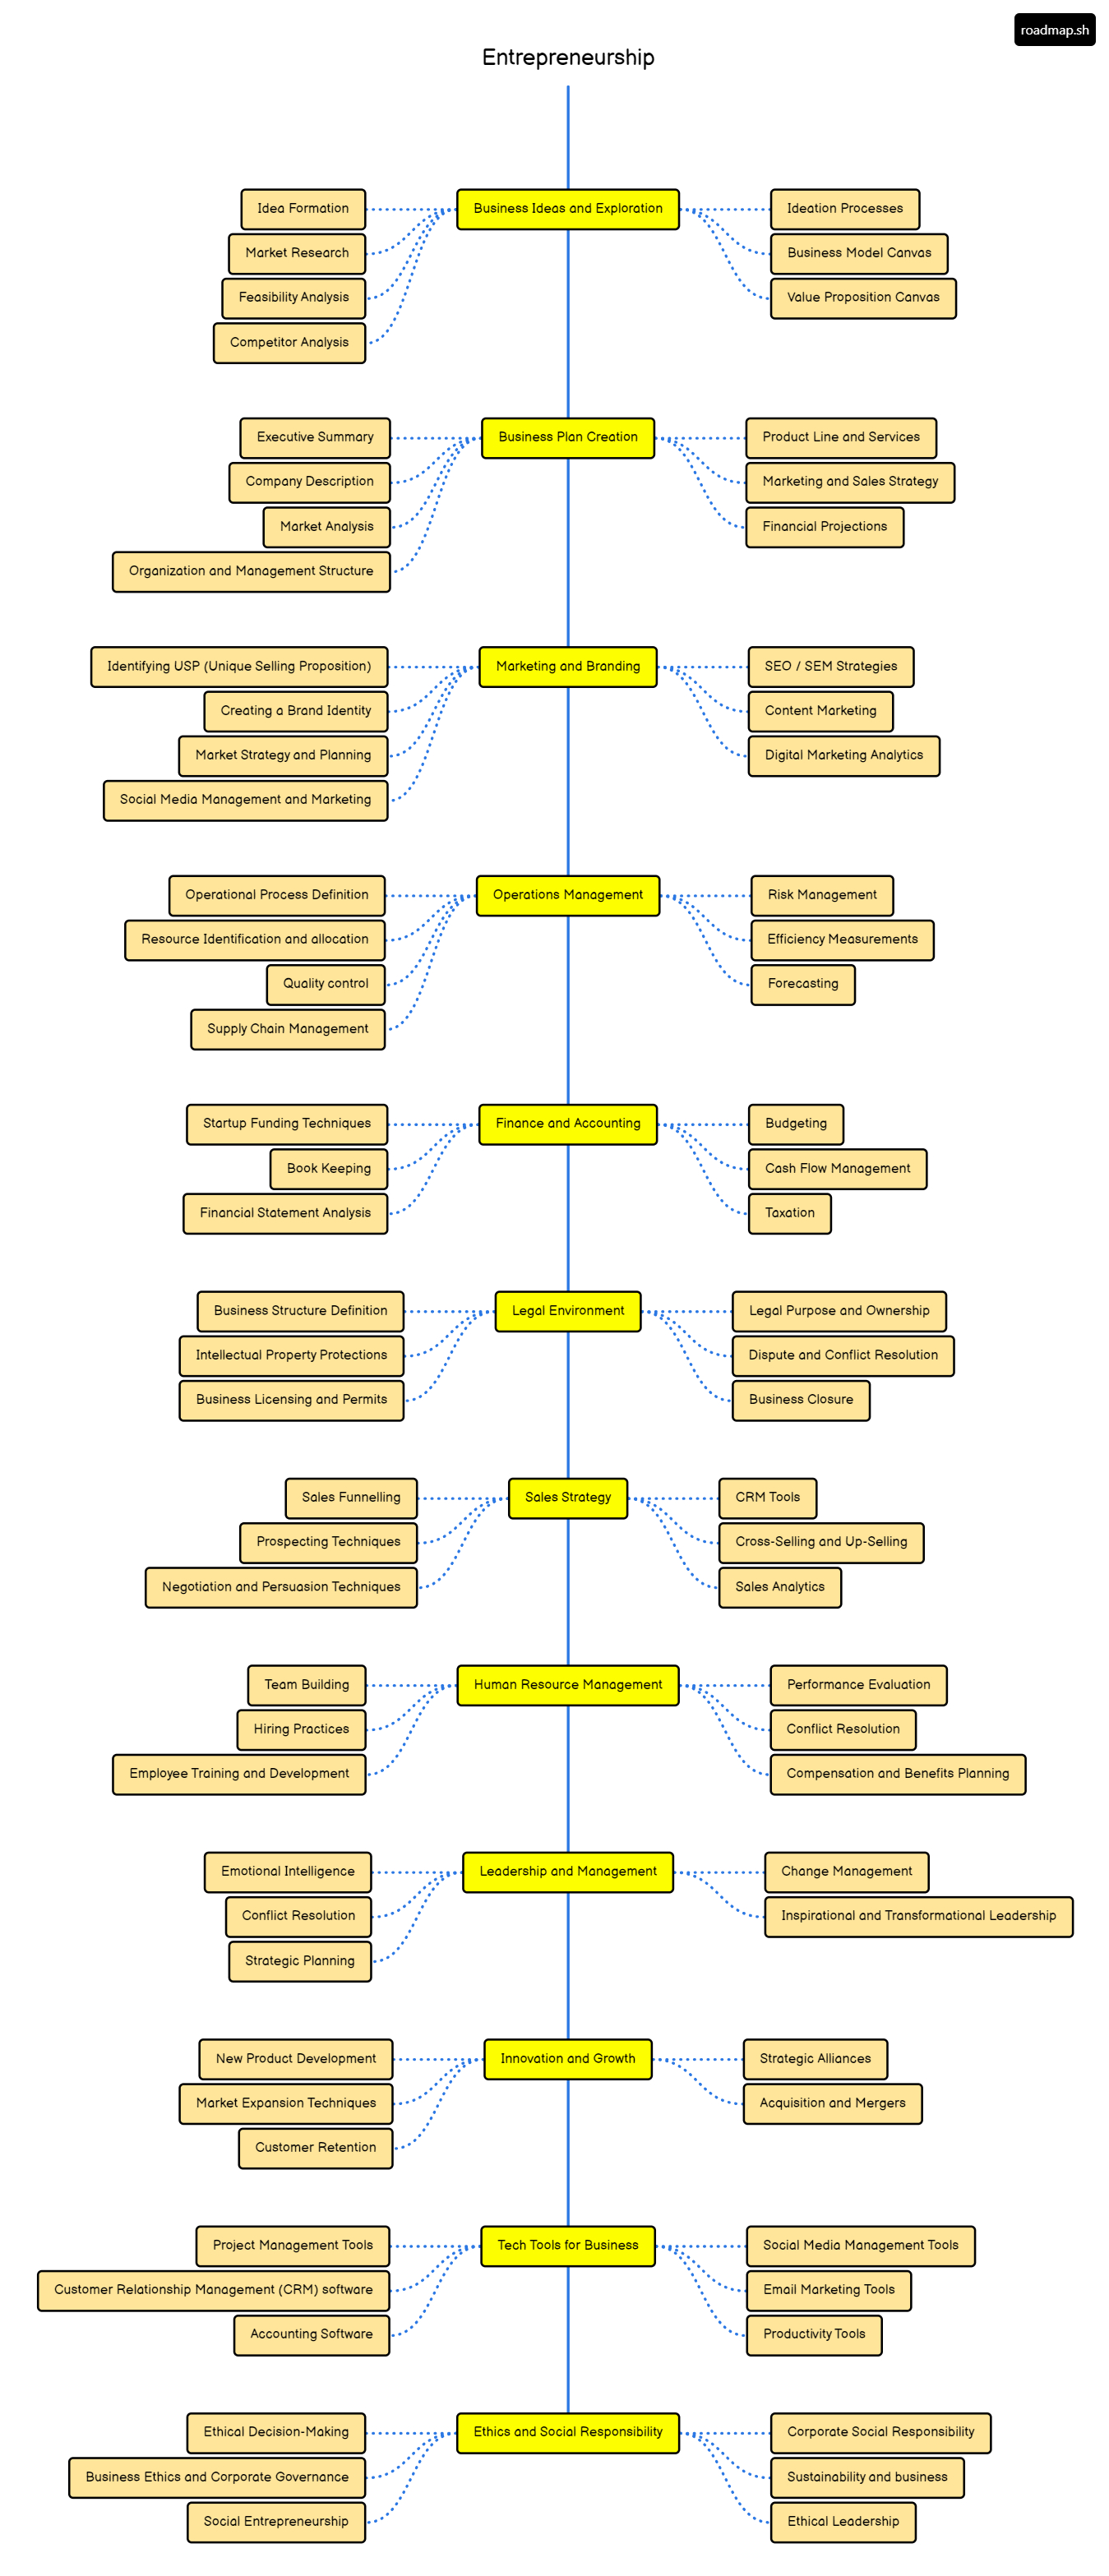 roadmap.sh
Entrepreneurship
Business Ideas and Exploration
Idea Formation
Market Research
Feasibility Analysis
Competitor Analysis
Ideation Processes
Business Model Canvas
Value Proposition Canvas
Business Plan Creation
Executive Summary
Company Description
Market Analysis
Organization and Management Structure
Product Line and Services
Marketing and Sales Strategy
Financial Projections
Marketing and Branding
Identifying USP (Unique Selling Proposition)
Creating a Brand Identity
Market Strategy and Planning
Social Media Management and Marketing
SEO / SEM Strategies
Content Marketing
Digital Marketing Analytics
Operations Management
Operational Process Definition
Resource Identification and allocation
Quality control
Supply Chain Management
Risk Management
Efficiency Measurements
Forecasting
Finance and Accounting
Startup Funding Techniques
Book Keeping
Financial Statement Analysis
Budgeting
Cash Flow Management
Taxation
Legal Environment
Business Structure Definition
Intellectual Property Protections
Business Licensing and Permits
Legal Purpose and Ownership
Dispute and Conflict Resolution
Business Closure
Sales Strategy
Sales Funnelling
Prospecting Techniques
Negotiation and Persuasion Techniques
CRM Tools
Cross-Selling and Up-Selling
Sales Analytics
Human Resource Management
Team Building
Hiring Practices
Employee Training and Development
Performance Evaluation
Conflict Resolution
Compensation and Benefits Planning
Leadership and Management
Emotional Intelligence
Conflict Resolution
Strategic Planning
Change Management
Inspirational and Transformational Leadership
Innovation and Growth
New Product Development
Market Expansion Techniques
Customer Retention
Strategic Alliances
Acquisition and Mergers
Tech Tools for Business
Project Management Tools
Customer Relationship Management (CRM) software
Accounting Software
Social Media Management Tools
Email Marketing Tools
Productivity Tools
Ethics and Social Responsibility
Ethical Decision-Making
Business Ethics and Corporate Governance
Social Entrepreneurship
Corporate Social Responsibility
Sustainability and business
Ethical Leadership